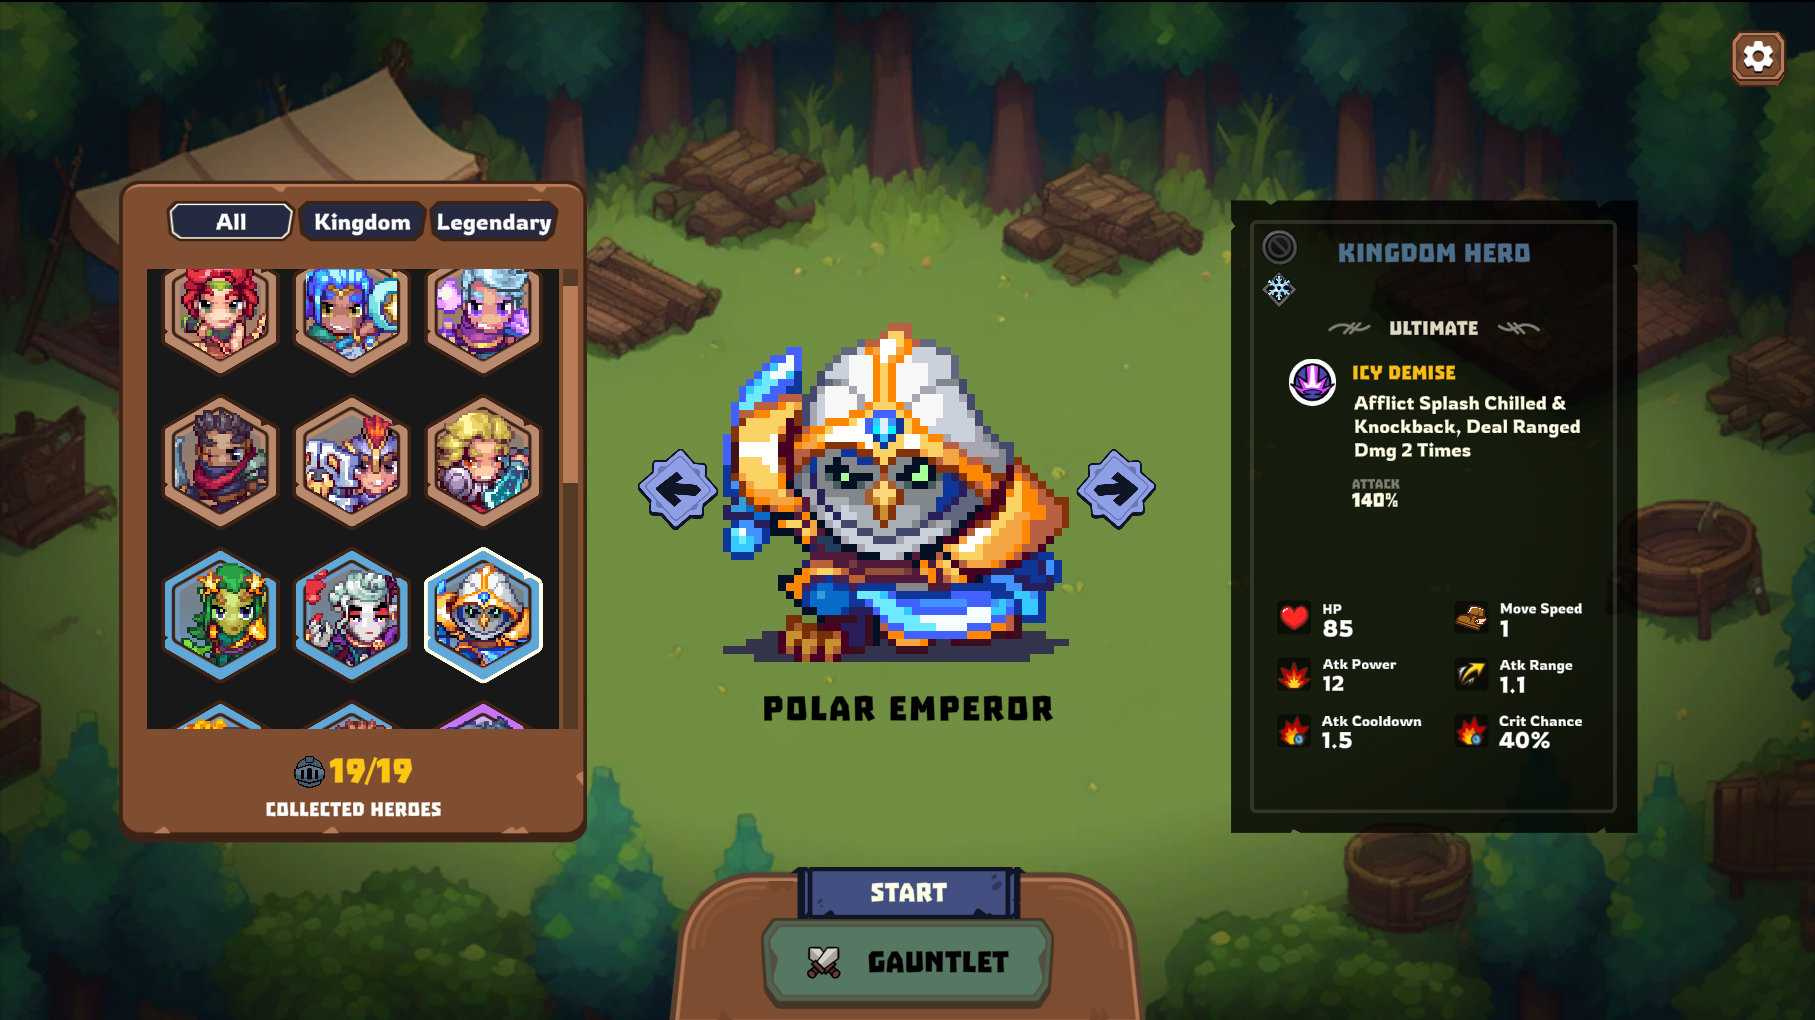 All
Kingdom
Legendary
19/19
COLLECTED HEROES
POLAR EMPEROR
START
GAUNTLET
KINGDOM HERO
ULTIMATE
ICY DEMISE
Afflict Splash Chilled &
Knockback, Deal Ranged
Dmg 2 Times
ATTACK
140%
HP
85
Move Speed
1
Atk Power
12
Atk Range
1.1
Atk Cooldown
1.5
Crit Chance
40%